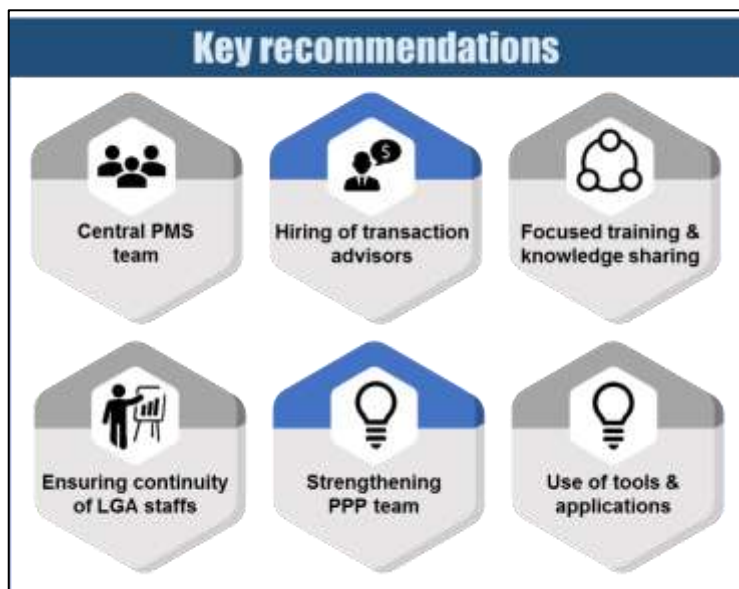 Key recommendations
Central PMS
team
Hiring of transaction
advisors
Focused training &
knowledge sharing
Ensuring continuity
of LGA staffs
Strengthening
PPP team
Use of tools &
applications